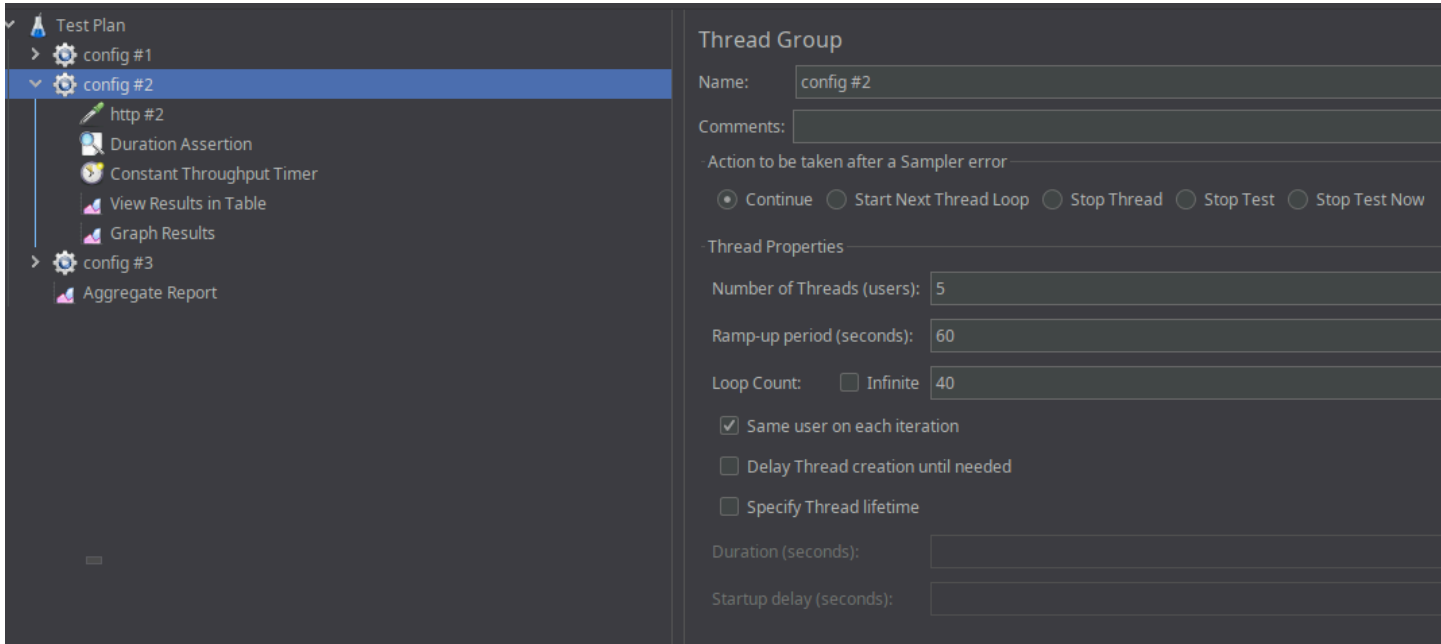 Test Plan
config #1
config #2
http #2
Duration Assertion
Constant Throughput Timer
View Results in Table
Graph Results
config #3
Aggregate Report
Thread Group
Name: config #2
Comments:
Action to be taken after a Sampler error
Continue Start Next Thread Loop Stop Thread Stop Test Stop Test Now
Thread Properties
Number of Threads (users): 5
Ramp-up period (seconds): 60
Loop Count: Infinite 40
Same user on each iteration
Delay Thread creation until needed
Specify Thread lifetime
Duration (seconds):
Startup delay (seconds):